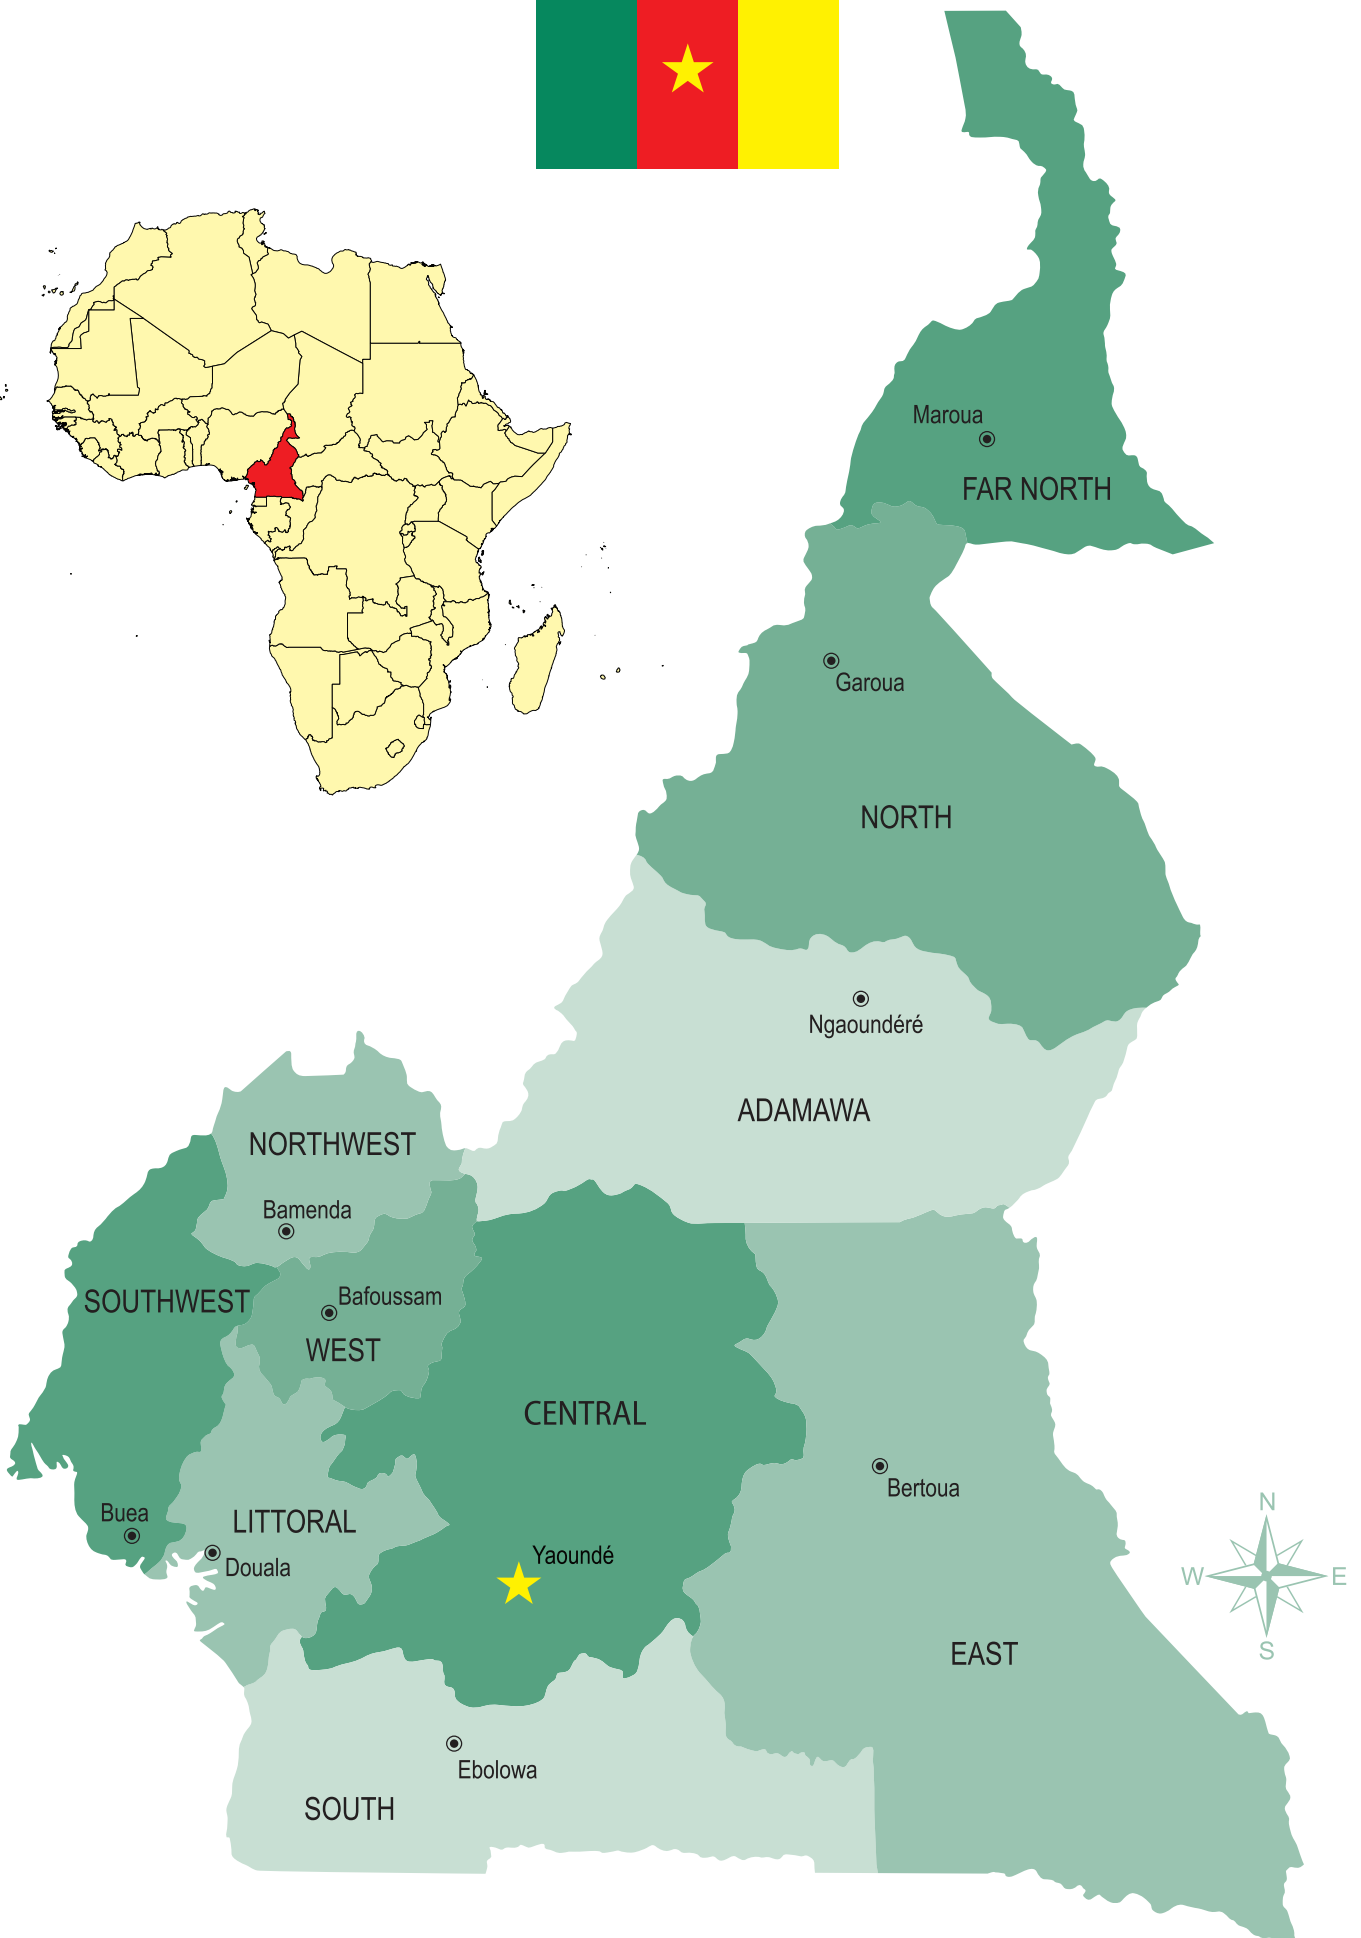 Maroua
FAR NORTH
Garoua
NORTH
Ngaoundéré
ADAMAWA
NORTHWEST
Bamenda
SOUTHWEST
Bafoussam
WEST
CENTRAL
Bertoua
Buea
LITTORAL
Douala
Yaoundé
EAST
Ebolowa
SOUTH
N
W
E
S